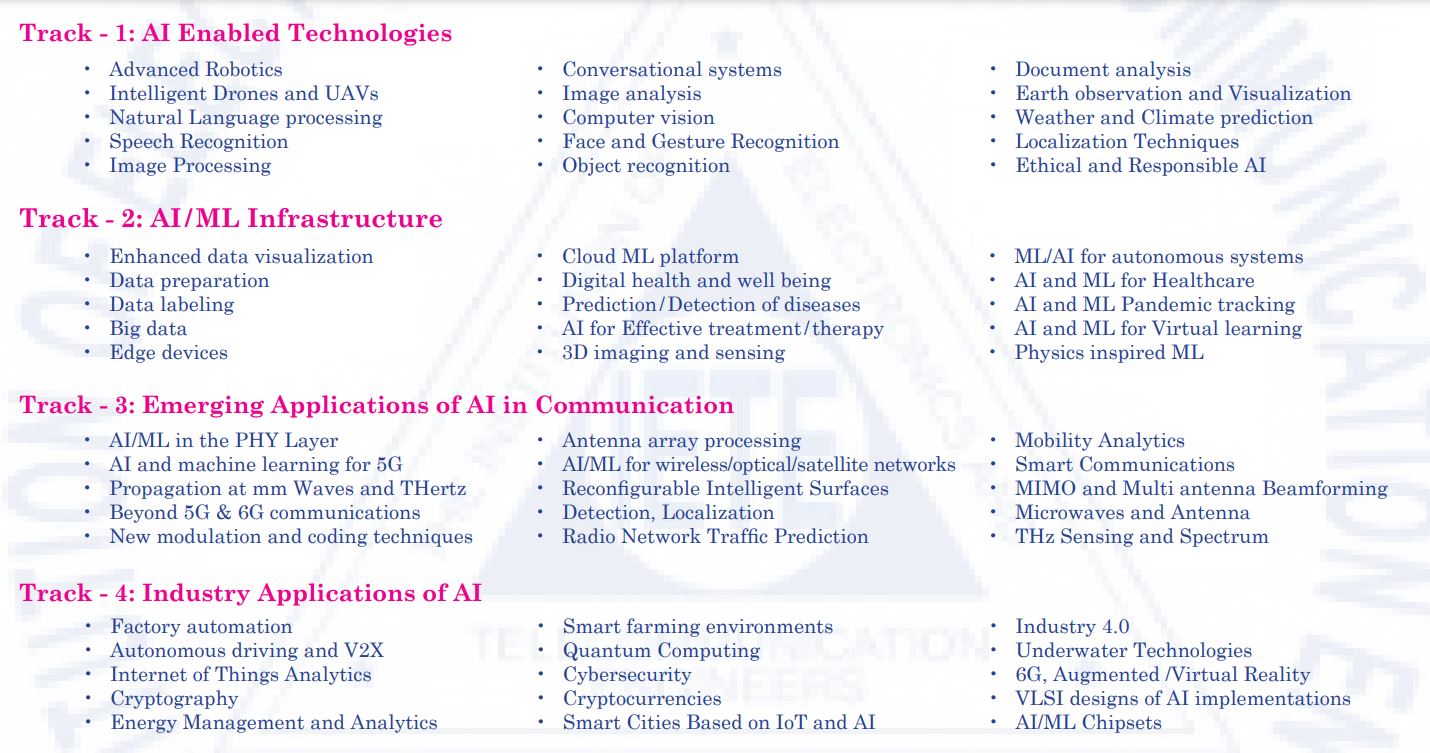 Track - 1: AI Enabled Technologies
• Advanced Robotics
• Intelligent Drones and UAVs
• Natural Language processing
• Speech Recognition
• Image Processing
• Conversational systems
• Image analysis
• Computer vision
• Face and Gesture Recognition
• Object recognition
• Document analysis
• Earth observation and Visualization
• Weather and Climate prediction
• Localization Techniques
• Ethical and Responsible AI
Track - 2: AI/ML Infrastructure
• Enhanced data visualization
• Data preparation
• Data labeling
• Big data
• Edge devices
• Cloud ML platform
• Digital health and well being
• Prediction/Detection of diseases
• AI for Effective treatment/therapy
• 3D imaging and sensing
• ML/AI for autonomous systems
• AI and ML for Healthcare
• AI and ML Pandemic tracking
• AI and ML for Virtual learning
• Physics inspired ML
Track - 3: Emerging Applications of AI in Communication
• AI/ML in the PHY Layer
• AI and machine learning for 5G
• Propagation at mm Waves and THertz
• Beyond 5G & 6G communications
• New modulation and coding techniques
• Antenna array processing
• AI/ML for wireless/optical/satellite networks
• Reconfigurable Intelligent Surfaces
• Detection, Localization
• Radio Network Traffic Prediction
• Mobility Analytics
• Smart Communications
• MIMO and Multi antenna Beamforming
• Microwaves and Antenna
• THz Sensing and Spectrum
Track - 4: Industry Applications of AI
• Factory automation
• Autonomous driving and V2X
• Internet of Things Analytics
• Cryptography
• Energy Management and Analytics
• Smart farming environments
• Quantum Computing
• Cybersecurity
• Cryptocurrencies
• Smart Cities Based on IoT and AI
• Industry 4.0
• Underwater Technologies
• 6G, Augmented /Virtual Reality
• VLSI designs of AI implementations
• AI/ML Chipsets